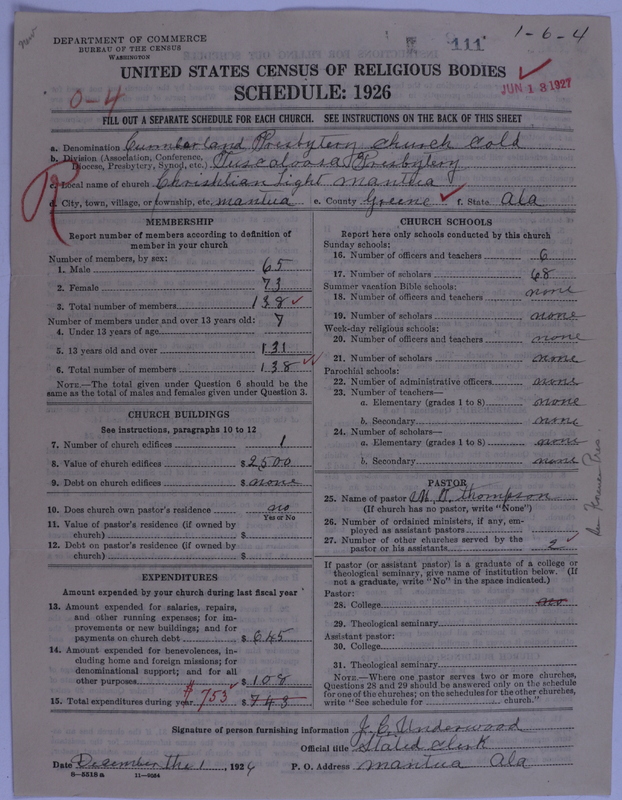 DEPARTMENT OF COMMERCE
BUREAU OF THE CENSUS
WASHINGTON
111
1-6-4
UNITED STATES CENSUS OF RELIGIOUS BODIES
SCHEDULE: 1926
JUN 13 1927
0-4
FILL OUT A SEPARATE SCHEDULE FOR EACH CHURCH. SEE INSTRUCTIONS ON THE BACK OF THIS SHEET
a. Denomination Cumberland Presbytery church Cold
b. Division (Association, Conference, Diocese, Presbytery, Synod, etc.) Tuscaloosa Presbytery
c. Local name of church Chrishtian Light Mantua
d. City, town, village, or township, etc. mantua e. County Greene f. State Ala
MEMBERSHIP
Report number of members according to definition of member in your church
Number of members, by sex:
1. Male 65
2. Female 73
3. Total number of members 138
Number of members under and over 13 years old:
4. Under 13 years of age 7
5. 13 years old and over 131
6. Total number of members 138
NOTE.—The total given under Question 6 should be the same as the total of males and females given under Question 3.
CHURCH BUILDINGS
See instructions, paragraphs 10 to 12
7. Number of church edifices 1
8. Value of church edifices $2500
9. Debt on church edifices $none
10. Does church own pastor's residence no
Yes or No
11. Value of pastor's residence (if owned by church) $
12. Debt on pastor's residence (if owned by church) $
EXPENDITURES
Amount expended by your church during last fiscal year
13. Amount expended for salaries, repairs, and other running expenses; for improvements or new buildings; and for payments on church debt $645
14. Amount expended for benevolences, including home and foreign missions; for denominational support; and for all other purposes $108
$753
15. Total expenditures during year $743
CHURCH SCHOOLS
Report here only schools conducted by this church
Sunday schools:
16. Number of officers and teachers 6
17. Number of scholars 68
Summer vacation Bible schools:
18. Number of officers and teachers none
19. Number of scholars none
Week-day religious schools:
20. Number of officers and teachers none
21. Number of scholars none
Parochial schools:
22. Number of administrative officers none
23. Number of teachers—
a. Elementary (grades 1 to 8) none
b. Secondary none
24. Number of scholars—
a. Elementary (grades 1 to 8) none
b. Secondary none
PASTOR
25. Name of pastor Thompson
(If church has no pastor, write "None")
26. Number of ordained ministers, if any, employed as assistant pastors
27. Number of other churches served by the pastor or his assistants 2
If pastor (or assistant pastor) is a graduate of a college or theological seminary, give name of institution below. (If not a graduate, write "No" in the space indicated.)
Pastor:
28. College no
29. Theological seminary
Assistant pastor:
30. College
31. Theological seminary
NOTE.—Where one pastor serves two or more churches, Questions 28 and 29 should be answered only on the schedule for one of the churches; on the schedules for the other churches, write "See schedule for church."
Signature of person furnishing information J. C. Underwood
Official title Stated Clerk
Date December the 1, 1926 P. O. Address mantua Ala
8-5518 a 11-9064